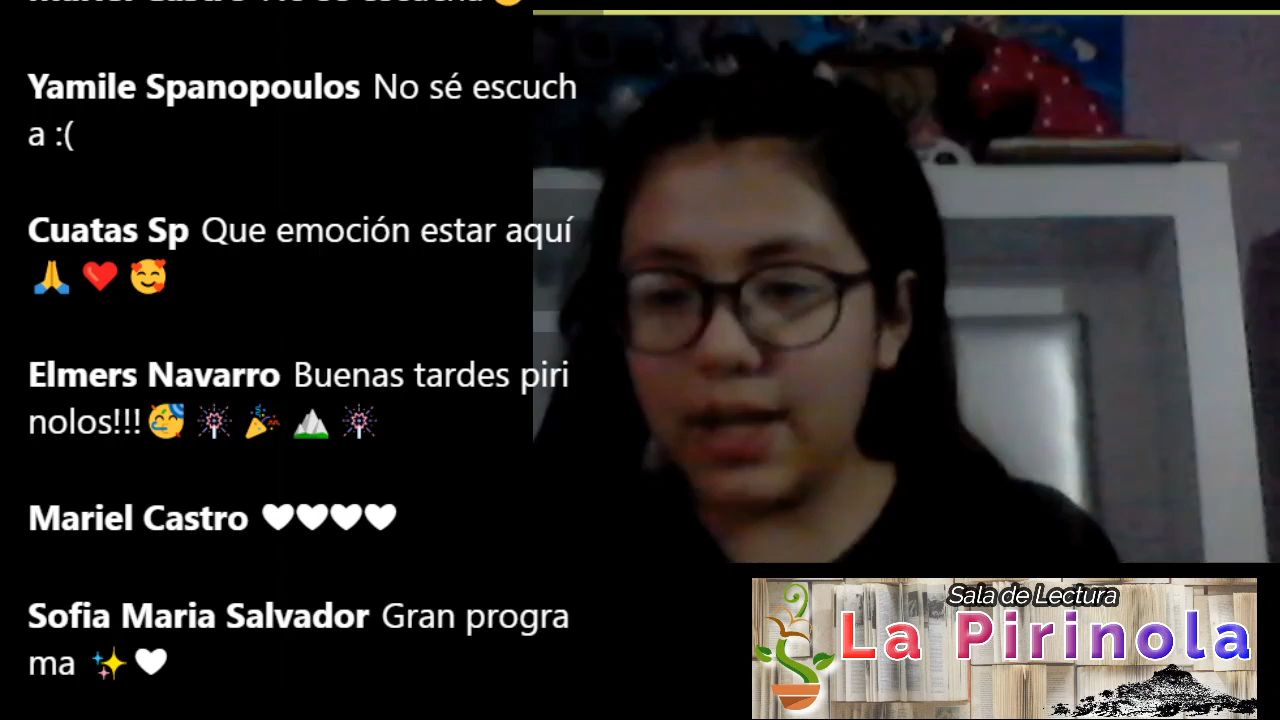 Yamile Spanopoulos No sé escuch
a :(
Cuatas Sp Que emoción estar aquí
🙏 ❤️ 🥰
Elmers Navarro Buenas tardes piri
nolos!!!🥳 🎆 🎉 ⛰️ 🎆
Mariel Castro 🤍🤍🤍🤍
Sofia Maria Salvador Gran progra
ma ✨ 🤍
Sala de Lectura
La Pirinola